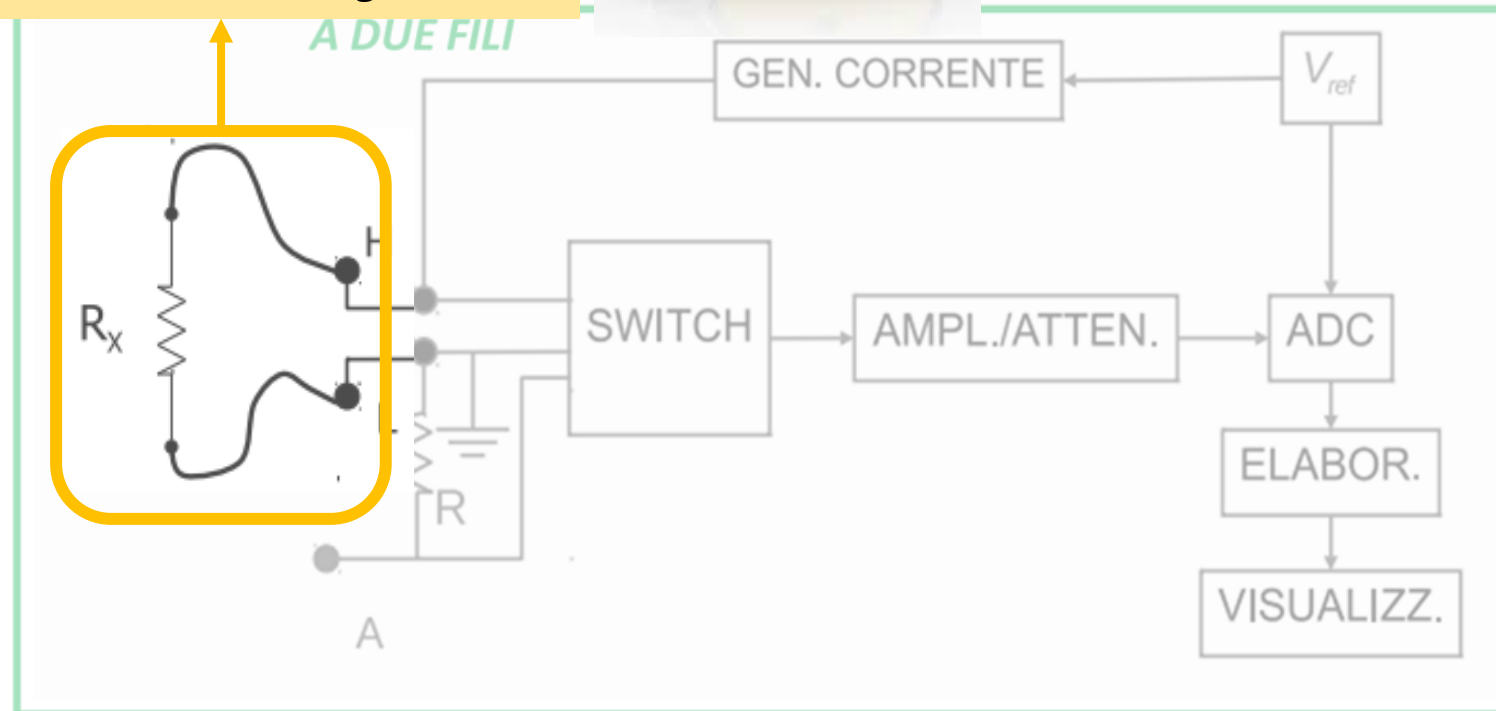 A DUE FILI
GEN. CORRENTE
Vref
H
Rx
SWITCH
AMPL./ATTEN.
ADC
L
ELABOR.
R
VISUALIZZ.
A